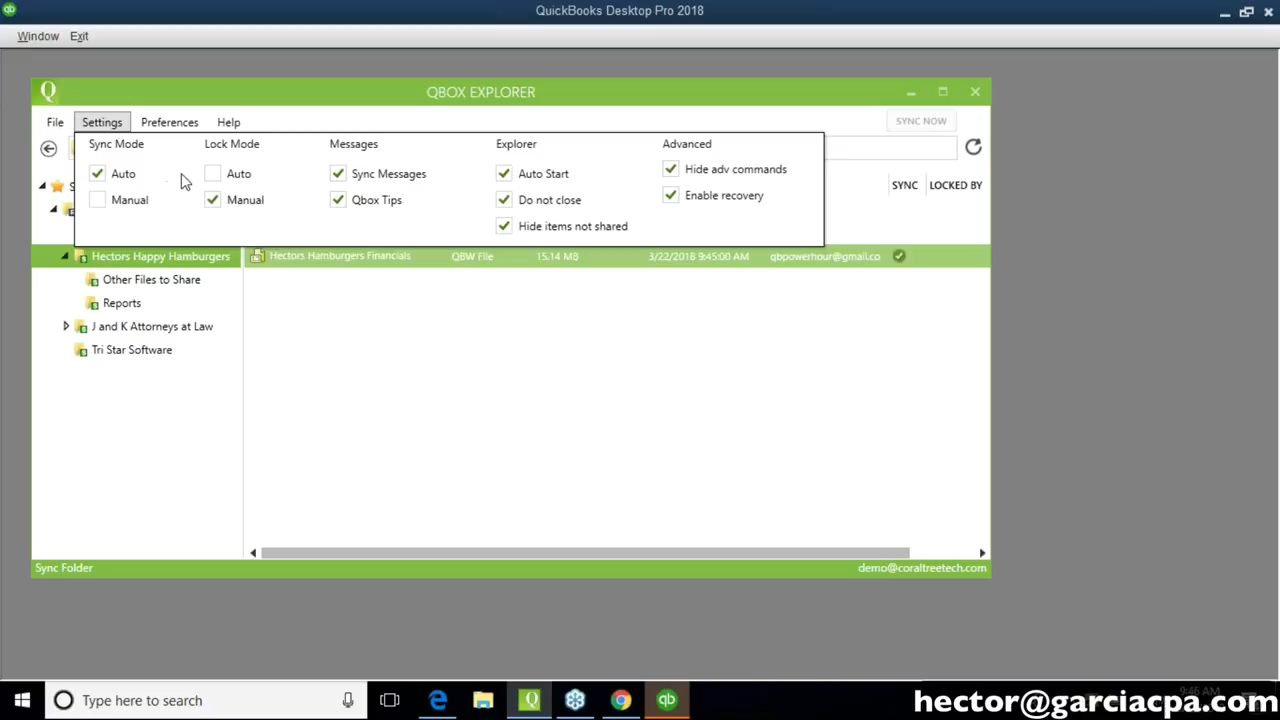 QuickBooks Desktop Pro 2018
Window Exit
Q QBOX EXPLORER
File Settings Preferences Help SYNC NOW
Sync Mode Lock Mode Messages Explorer Advanced
Auto Auto Sync Messages Auto Start Hide adv commands
Manual Manual Qbox Tips Do not close Enable recovery
Hide items not shared
SYNC LOCKED BY
Hectors Happy Hamburgers Hectors Hamburgers Financials QBW File 15.14 MB 3/22/2018 9:45:00 AM qbpowerhour@gmail.co
Other Files to Share
Reports
J and K Attorneys at Law
Tri Star Software
Sync Folder demo@coraltreetech.com
Type here to search 9:46 AM
hector@garciacpa.com